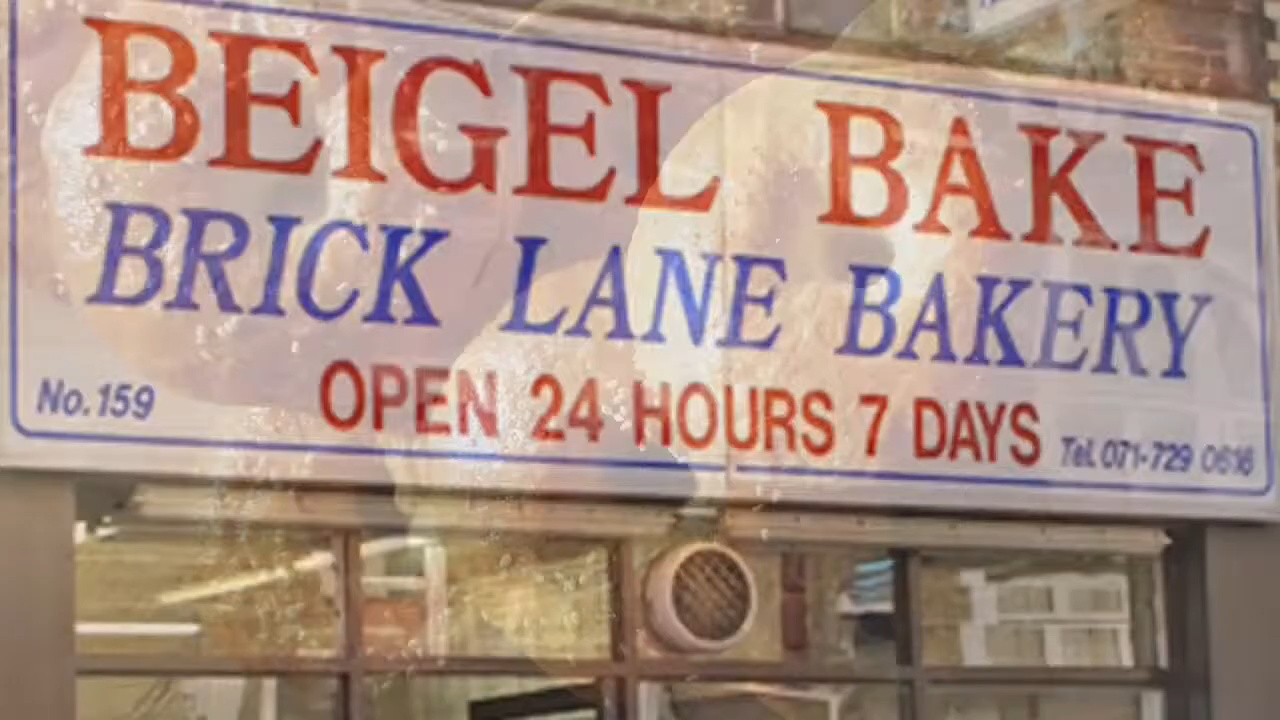 BEIGEL BAKE
BRICK LANE BAKERY
No.159
OPEN 24 HOURS 7 DAYS
Tel. 071-729 0616